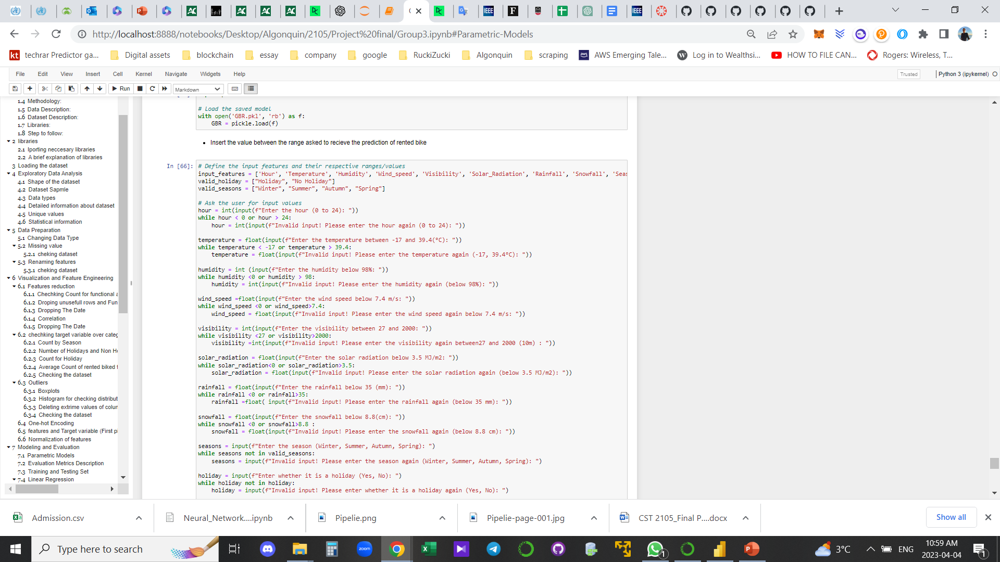 http://localhost:8888/notebooks/Desktop/Algonquin/2105/Project%20final/Group3.ipynb#Parametric-Models
techrar Predictor ga...
Digital assets
blockchain
essay
company
google
RuckiZucki
Algonquin
scraping
AWS Emerging Tale...
Log in to Wealthsi...
HOW TO FILE CAN...
Rogers: Wireless, T...
File Edit View Insert Cell Kernel Navigate Widgets Help
Trusted
Python 3 (ipykernel)
Run
Markdown
1.4 Methodology:
1.5 Data Description:
1.6 Dataset Description:
1.7 Libraries:
1.8 Step to follow:
2 libraries
2.1 Iporting neccesary libraries
2.2 A brief explanation of libraries
3 Loading the dataset
4 Exploratory Data Analysis
4.1 Shape of the dataset
4.2 Dataset Sapmle
4.3 Data types
4.4 Detailed information about dataset
4.5 Unique values
4.6 Statistical information
5 Data Preparation
5.1 Changing Data Type
5.2 Missing value
5.2.1 cheking dataset
5.3 Renaming features
5.3.1 cheking dataset
6 Visualization and Feature Engineering
6.1 Features reduction
6.1.1 Chechking Count for functional a
6.1.2 Droping unusefull rows and Fun
6.1.3 Dropping The Date
6.1.4 Correlation
6.1.5 Dropping The Date
6.2 chechking target variable over categ
6.2.1 Count by Season
6.2.2 Number of Holidays and Non H
6.2.3 Count for Holiday
6.2.4 Average Count of rented biked f
6.2.5 Checking the dataset
6.3 Outliers
6.3.1 Boxplots
6.3.2 Histogram for checking distribut
6.3.3 Deleting extrime values of colun
6.3.4 Checking the dataset
6.4 One-hot Encoding
6.5 features and Target variable (First pi
6.6 Normalization of features
7 Modeling and Evaluation
7.1 Parametric Models
7.2 Evaluation Metrics Description
7.3 Training and Testing Set
7.4 Linear Regression
# Load the saved model
with open('GBR.pkl', 'rb') as f:
    GBR = pickle.load(f)
• Insert the value between the range asked to recieve the prediction of rented bike
In [66]:
# Define the input features and their respective ranges/values
input_features = ['Hour', 'Temperature', 'Humidity', 'Wind_speed', 'Visibility', 'Solar_Radiation', 'Rainfall', 'Snowfall', 'Seas
valid_holiday = ["Holiday", "No Holiday"]
valid_seasons = ["Winter", "Summer", "Autumn", "Spring"]
# Ask the user for input values
hour = int(input(f"Enter the hour (0 to 24): "))
while hour < 0 or hour > 24:
    hour = int(input(f"Invalid input! Please enter the hour again (0 to 24): "))
temperature = float(input(f"Enter the temperature between -17 and 39.4(°C): "))
while temperature < -17 or temperature > 39.4:
    temperature = float(input(f"Invalid input! Please enter the temperature again (-17, 39.4°C): "))
humidity = int (input(f"Enter the humidity below 98%: "))
while humidity <0 or humidity > 98:
    humidity = int(input(f"Invalid input! Please enter the humidity again (below 98%): "))
wind_speed =float(input(f"Enter the wind speed below 7.4 m/s: "))
while wind_speed <0 or wind_speed>7.4:
    wind_speed = float(input(f"Invalid input! Please enter the wind speed again below 7.4 m/s: "))
visibility = int(input(f"Enter the visibility between 27 and 2000: "))
while visibility <27 or visibility>2000:
    visibility =int(input(f"Invalid input! Please enter the visibility again between27 and 2000 (10m) : "))
solar_radiation = float(input(f"Enter the solar radiation below 3.5 MJ/m2: "))
while solar_radiation<0 or solar_radiation>3.5:
    solar_radiation = float(input(f"Invalid input! Please enter the solar radiation again (below 3.5 MJ/m2): "))
rainfall = float(input(f"Enter the rainfall below 35 (mm): "))
while rainfall <0 or rainfall>35:
    rainfall =float( input(f"Invalid input! Please enter the rainfall again (below 35 mm): "))
snowfall = float(input(f"Enter the snowfall below 8.8(cm): "))
while snowfall <0 or snowfall>8.8 :
    snowfall = float(input(f"Invalid input! Please enter the snowfall again (below 8.8 cm): "))
seasons = input(f"Enter the season (Winter, Summer, Autumn, Spring): ")
while seasons not in valid_seasons:
    seasons = input(f"Invalid input! Please enter the season again (Winter, Summer, Autumn, Spring): ")
holiday = input(f"Enter whether it is a holiday (Yes, No): ")
while holiday not in holiday:
    holiday = input(f"Invalid input! Please enter whether it is a holiday again (Yes, No): ")
Admission.csv
Neural_Network....ipynb
Pipelie.png
Pipelie-page-001.jpg
CST 2105_Final P....docx
Show all
Type here to search
zoom
1
3°C
ENG
10:59 AM
2023-04-04
1